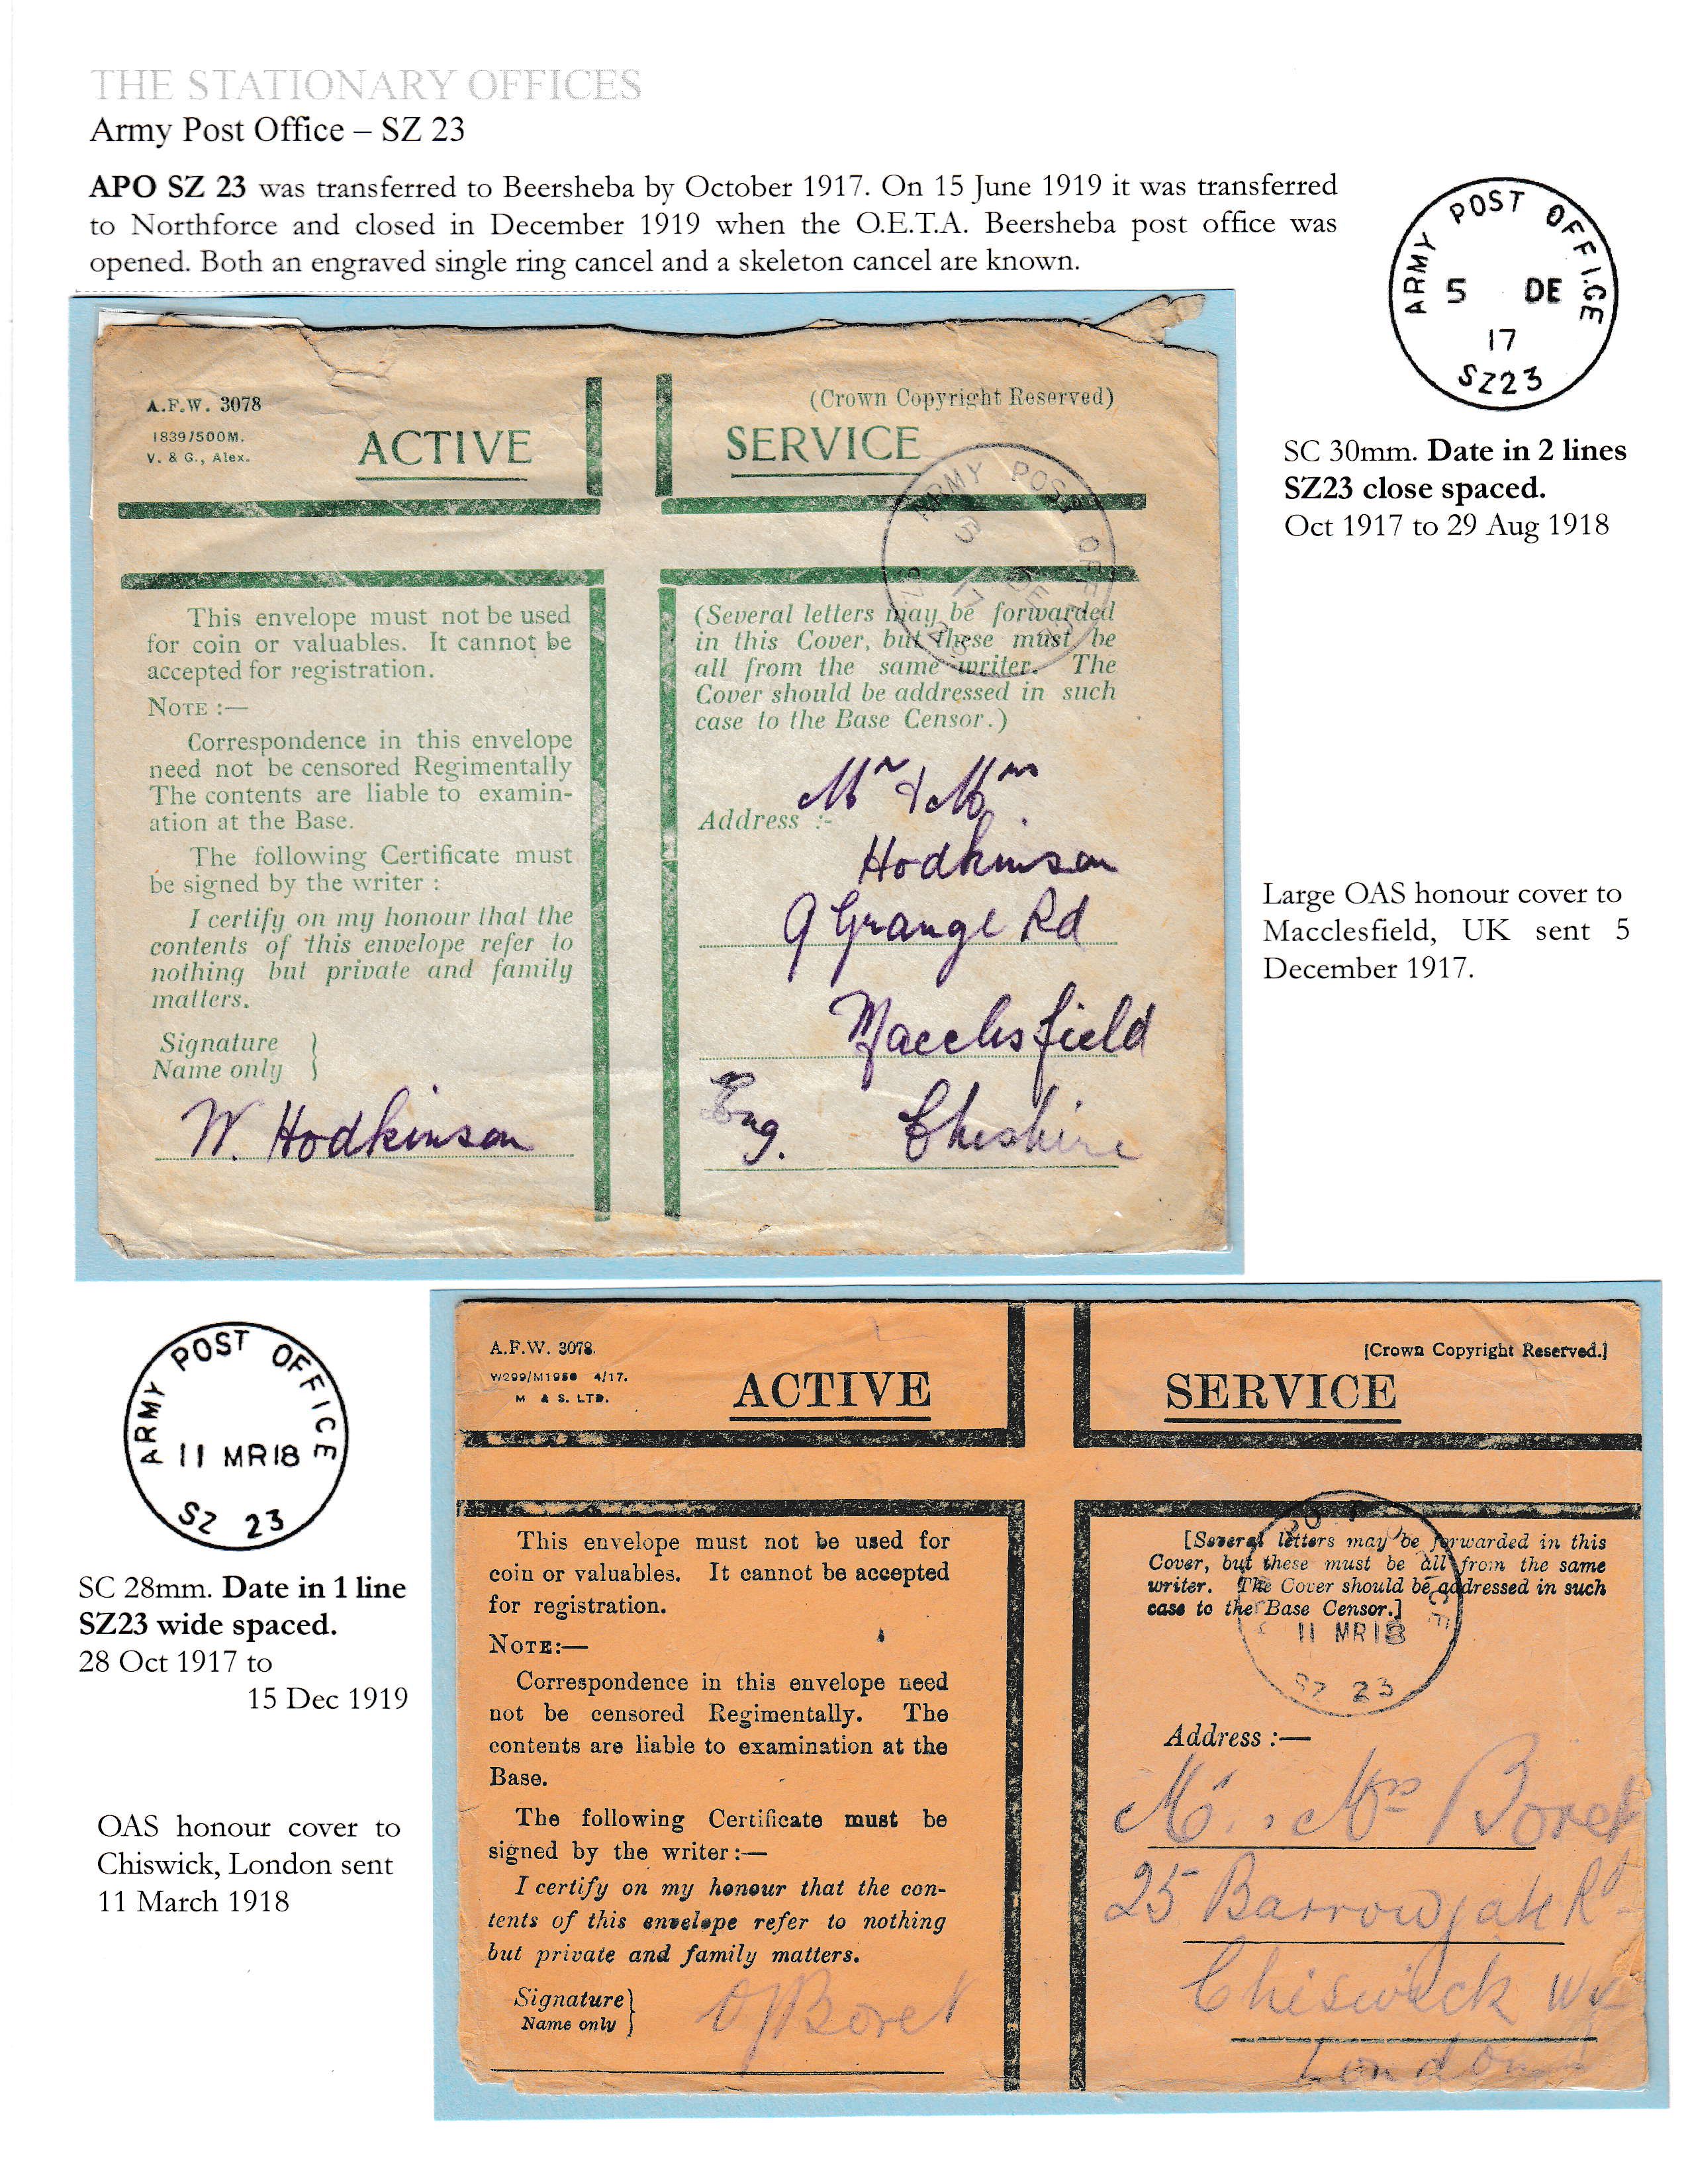 THE STATIONARY OFFICES
Army Post Office – SZ 23
APO SZ 23 was transferred to Beersheba by October 1917. On 15 June 1919 it was transferred
to Northforce and closed in December 1919 when the O.E.T.A. Beersheba post office was
opened. Both an engraved single ring cancel and a skeleton cancel are known.
ARMY POST OFFICE
5 DE
17
SZ23
SC 30mm. Date in 2 lines
SZ23 close spaced.
Oct 1917 to 29 Aug 1918
A.F.W. 3078
1839/500M.
V. & G., Alex.
ACTIVE
(Crown Copyright Reserved)
SERVICE
ARMY POST OFF
5 DE
17
This envelope must not be used
for coin or valuables. It cannot be
accepted for registration.
NOTE :—
Correspondence in this envelope
need not be censored Regimentally
The contents are liable to examin-
ation at the Base.
The following Certificate must
be signed by the writer :
I certify on my honour that the
contents of this envelope refer to
nothing but private and family
matters.
Signature
Name only
W. Hodkinson
(Several letters may be forwarded
in this Cover, but these must be
all from the same writer. The
Cover should be addressed in such
case to the Base Censor.)
Address :-
Mr & Mrs
Hodkinson
9 Grange Rd
Macclesfield
Eng. Cheshire
Large OAS honour cover to
Macclesfield, UK sent 5
December 1917.
ARMY POST OFFICE
11 MR18
SZ 23
SC 28mm. Date in 1 line
SZ23 wide spaced.
28 Oct 1917 to
15 Dec 1919
OAS honour cover to
Chiswick, London sent
11 March 1918
A.F.W. 3078.
W299/M1950 4/17.
M & S. LTD.
ACTIVE
[Crown Copyright Reserved.]
SERVICE
This envelope must not be used for
coin or valuables. It cannot be accepted
for registration.
NOTE:—
Correspondence in this envelope need
not be censored Regimentally. The
contents are liable to examination at the
Base.
The following Certificate must be
signed by the writer:—
I certify on my honour that the con-
tents of this envelope refer to nothing
but private and family matters.
Signature
Name only
Boret
[Several letters may be forwarded in this
Cover, but these must be all from the same
writer. The Cover should be addressed in such
case to the Base Censor.]
11 MR18
SZ 23
Address :—
Mr. Mrs Boret
25 Barrowgate Rd
Chiswick W4
London